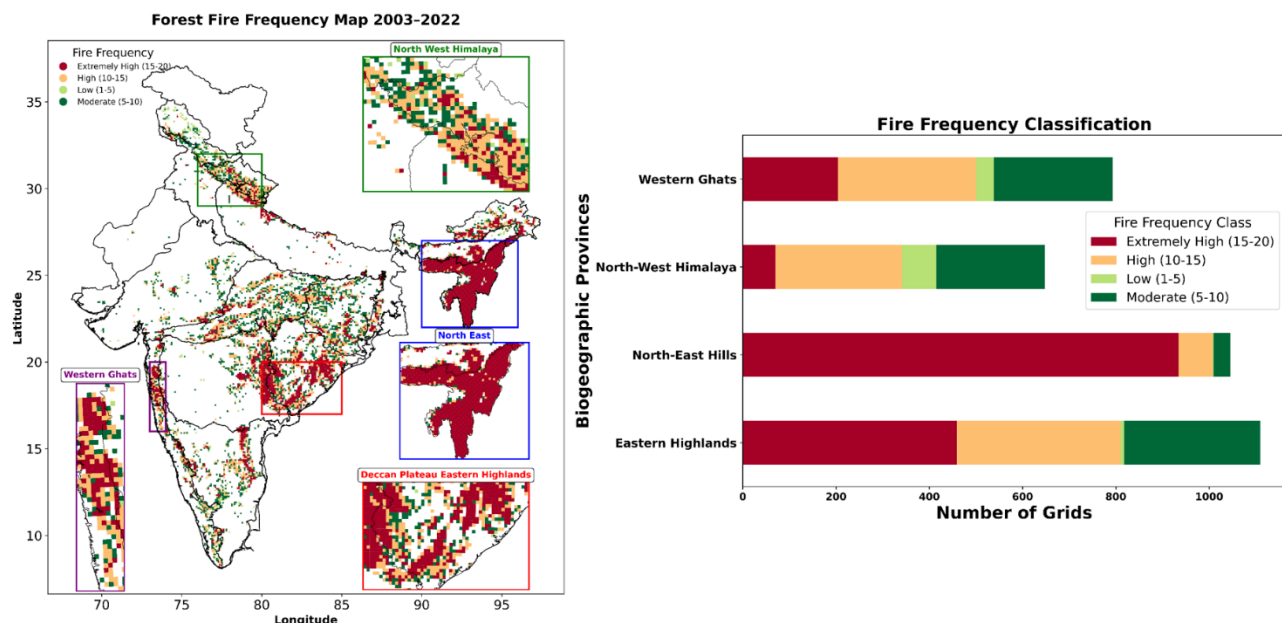 Forest Fire Frequency Map 2003–2022
Fire Frequency
Extremely High (15-20)
High (10-15)
Low (1-5)
Moderate (5-10)
North West Himalaya
North East
Western Ghats
Deccan Plateau Eastern Highlands
35
30
25
20
15
10
Latitude
70
75
80
85
90
95
Longitude
Fire Frequency Classification
Western Ghats
North-West Himalaya
North-East Hills
Eastern Highlands
Biogeographic Provinces
Fire Frequency Class
Extremely High (15-20)
High (10-15)
Low (1-5)
Moderate (5-10)
0
200
400
600
800
1000
Number of Grids